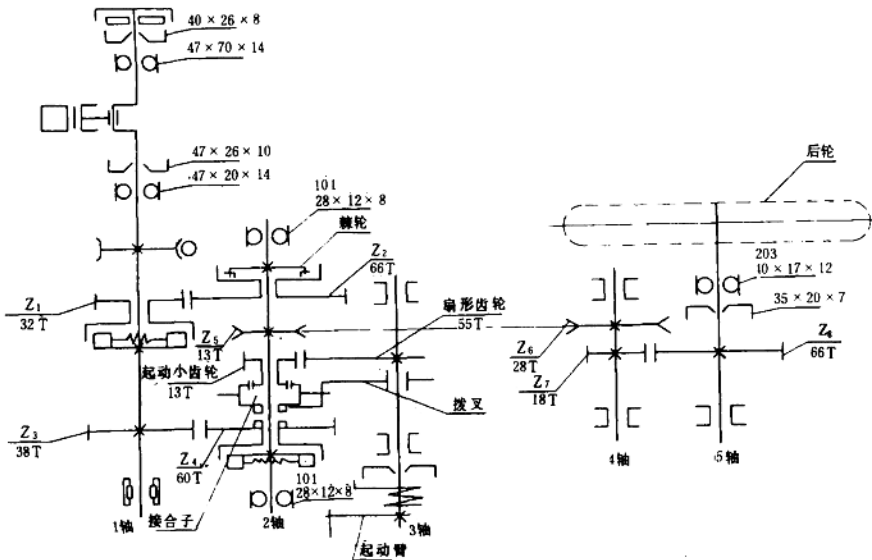 40×26×8
47×70×14
47×26×10
47×20×14
101
28×12×8
棘轮
Z2
66T
Z1
32T
扇形齿轮
55T
Z5
13T
起动小齿轮
13T
拨叉
Z3
38T
Z4
60T
101
28×12×8
接合子
1轴
2轴
3轴
起动臂
后轮
203
40×17×12
35×20×7
Z6
28T
Z7
18T
66T
4轴
5轴